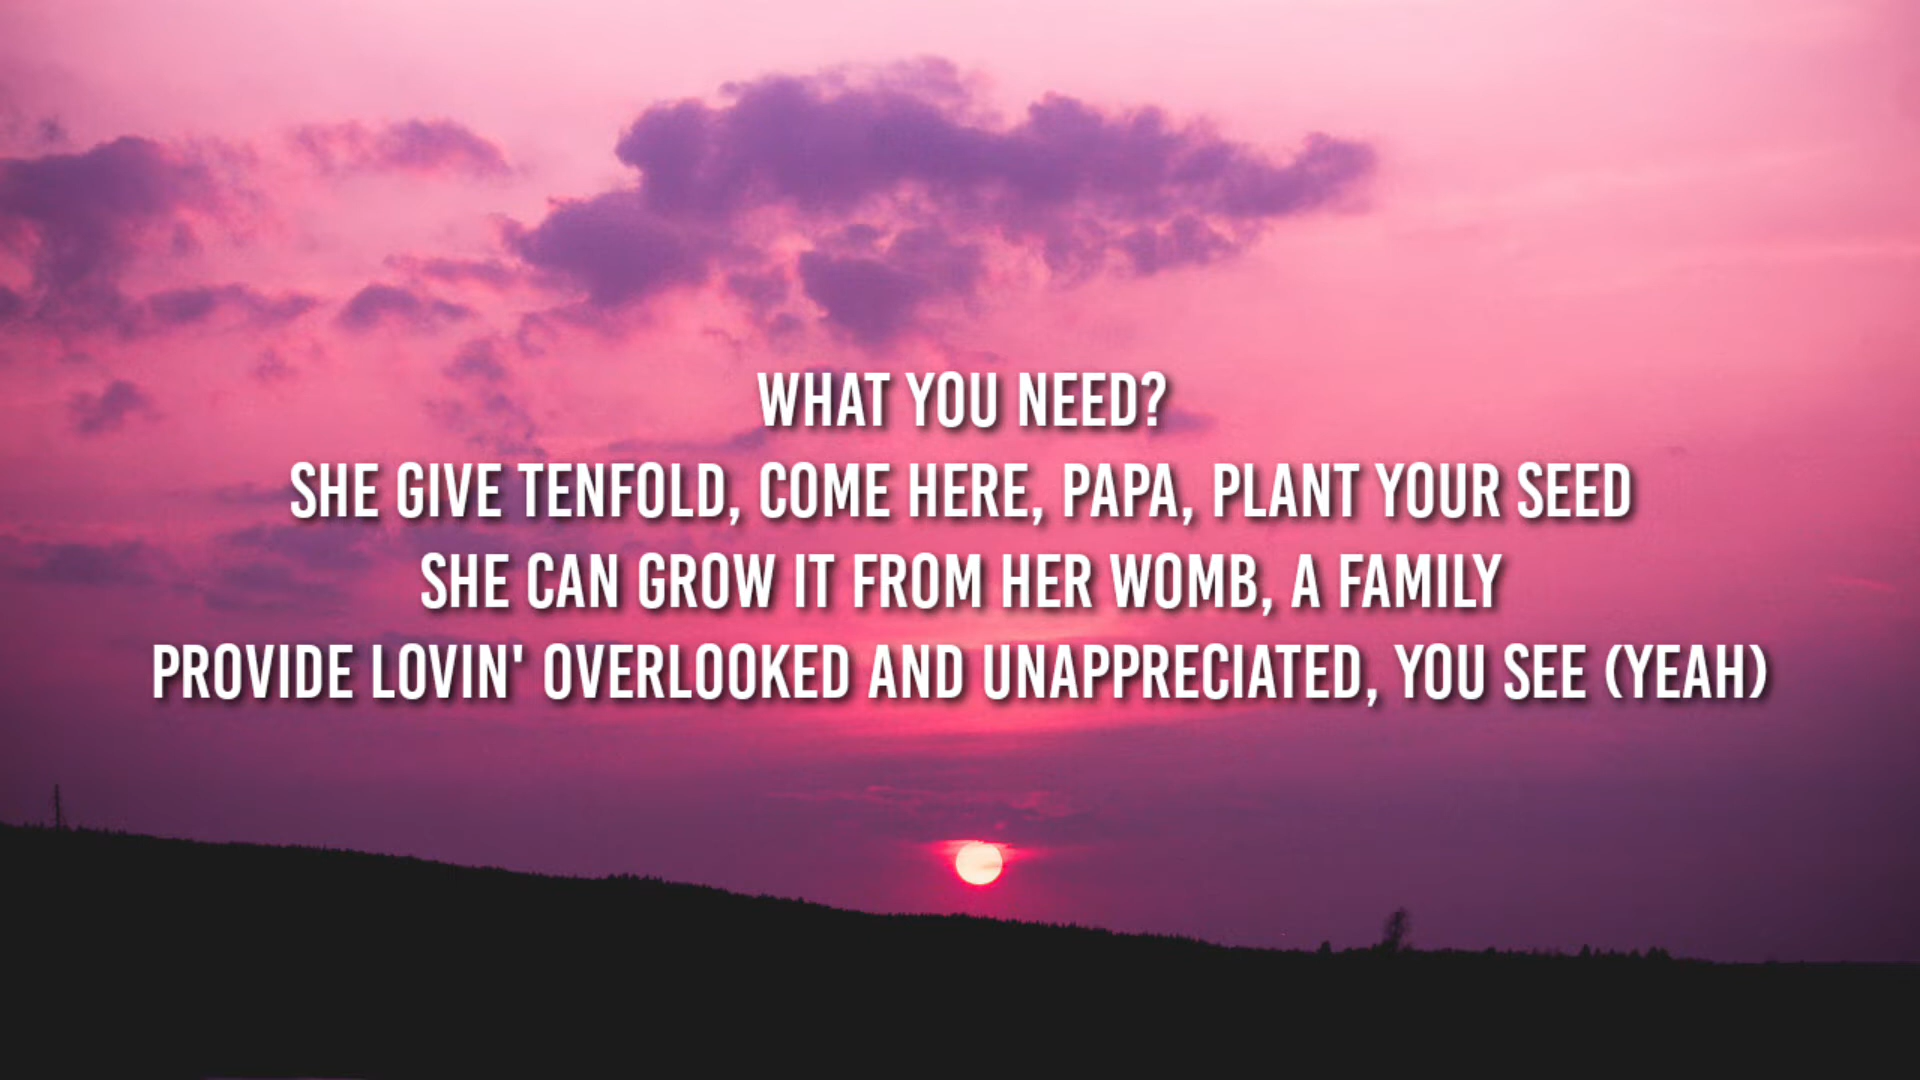 WHAT YOU NEED?
SHE GIVE TENFOLD, COME HERE, PAPA, PLANT YOUR SEED
SHE CAN GROW IT FROM HER WOMB, A FAMILY
PROVIDE LOVIN' OVERLOOKED AND UNAPPRECIATED, YOU SEE (YEAH)